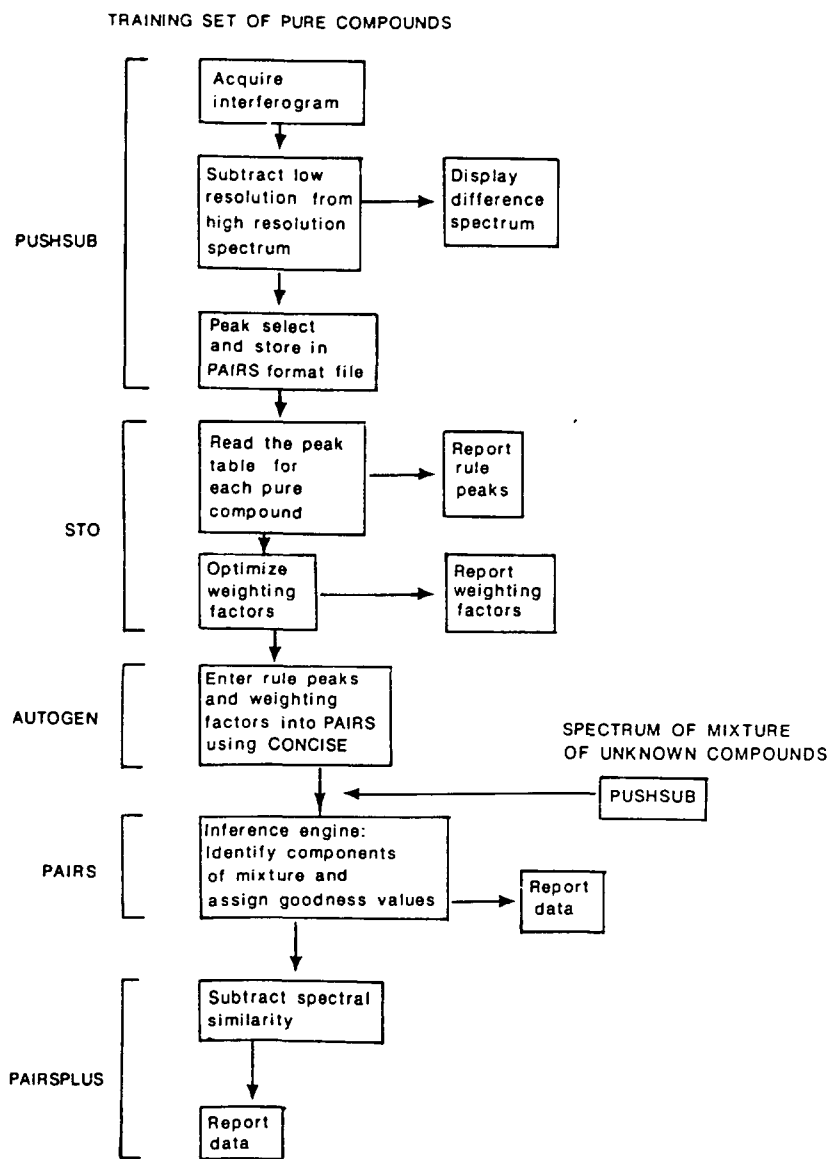 TRAINING SET OF PURE COMPOUNDS
Acquire
interferogram
Subtract low
resolution from
high resolution
spectrum
Display
difference
spectrum
PUSHSUB
Peak select
and store in
PAIRS format file
Read the peak
table for
each pure
compound
Report
rule
peaks
STO
Optimize
weighting
factors
Report
weighting
factors
AUTOGEN
Enter rule peaks
and weighting
factors into PAIRS
using CONCISE
SPECTRUM OF MIXTURE
OF UNKNOWN COMPOUNDS
PUSHSUB
PAIRS
Inference engine:
Identify components
of mixture and
assign goodness values
Report
data
Subtract spectral
similarity
PAIRSPLUS
Report
data